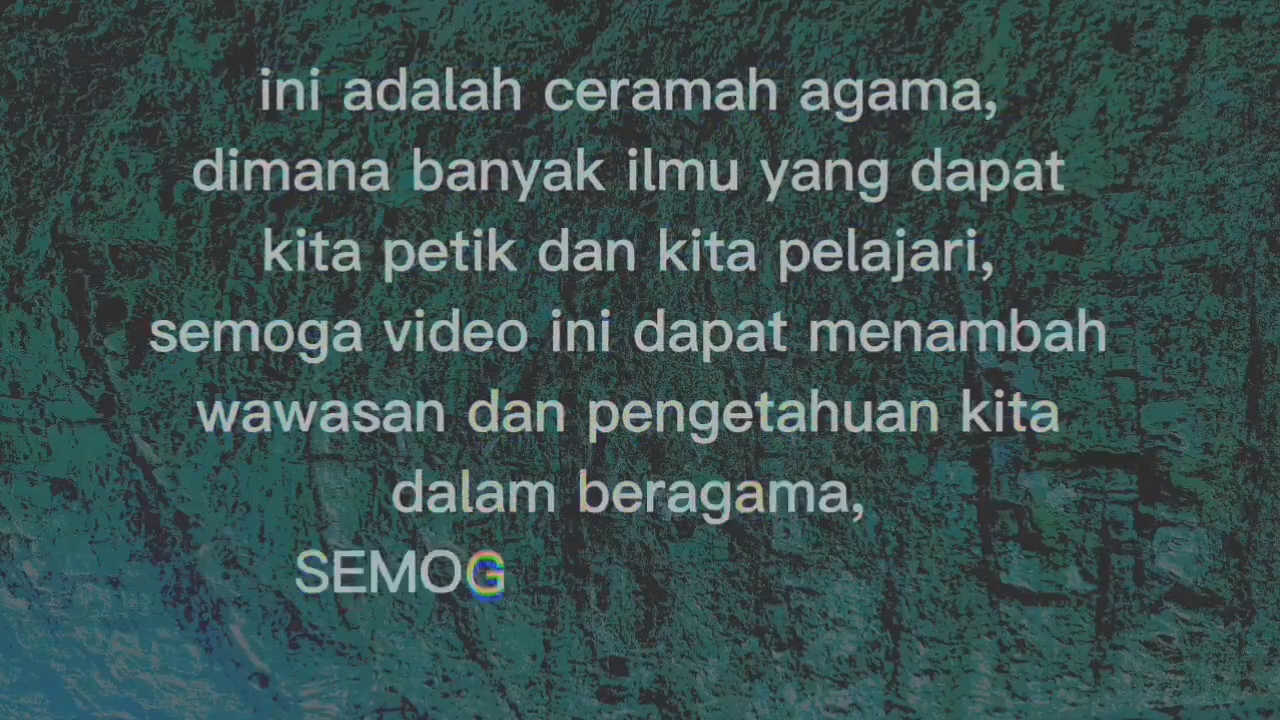 ini adalah ceramah agama,
dimana banyak ilmu yang dapat
kita petik dan kita pelajari,
semoga video ini dapat menambah
wawasan dan pengetahuan kita
dalam beragama,
SEMOG